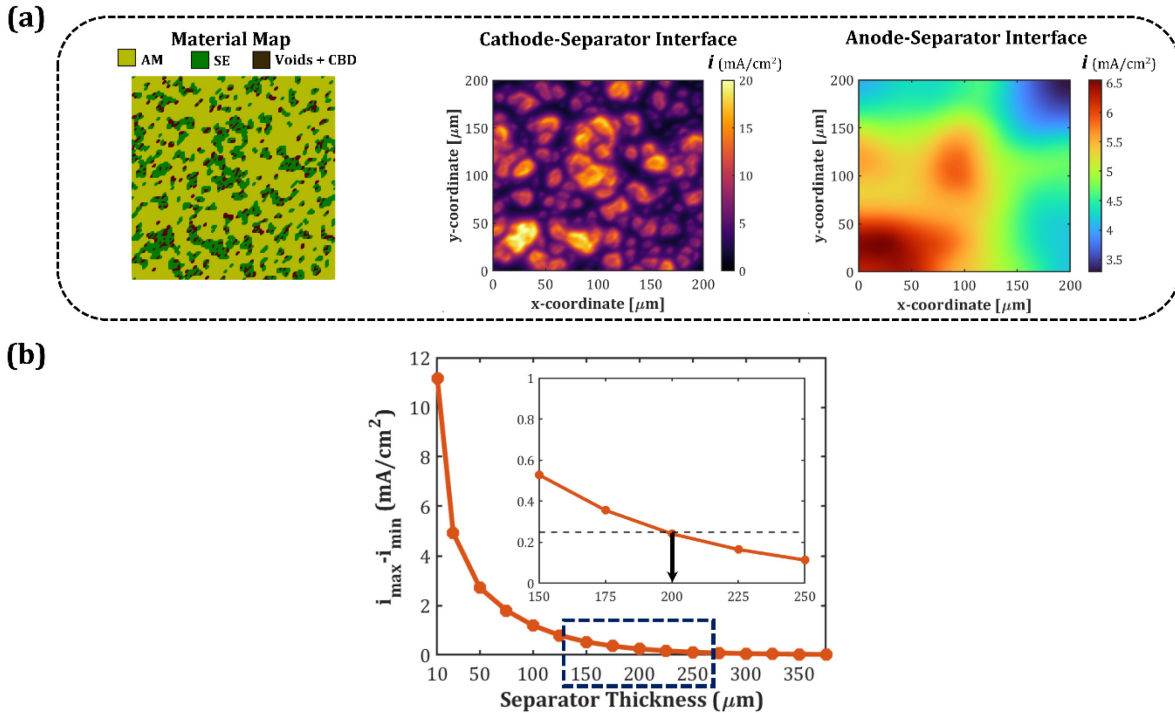 (a)
Material Map
AM SE Voids + CBD
Cathode-Separator Interface
i (mA/cm²)
20
15
10
5
0
200
150
100
50
0
y-coordinate [μm]
0 50 100 150 200
x-coordinate [μm]
Anode-Separator Interface
i (mA/cm²)
6.5
6
5.5
5
4.5
4
3.5
200
150
100
50
0
y-coordinate [μm]
0 50 100 150 200
x-coordinate [μm]
(b)
12
10
8
6
4
2
0
i_max-i_min (mA/cm²)
1
0.8
0.6
0.4
0.2
0
150 175 200 225 250
10 50 100 150 200 250 300 350
Separator Thickness (μm)